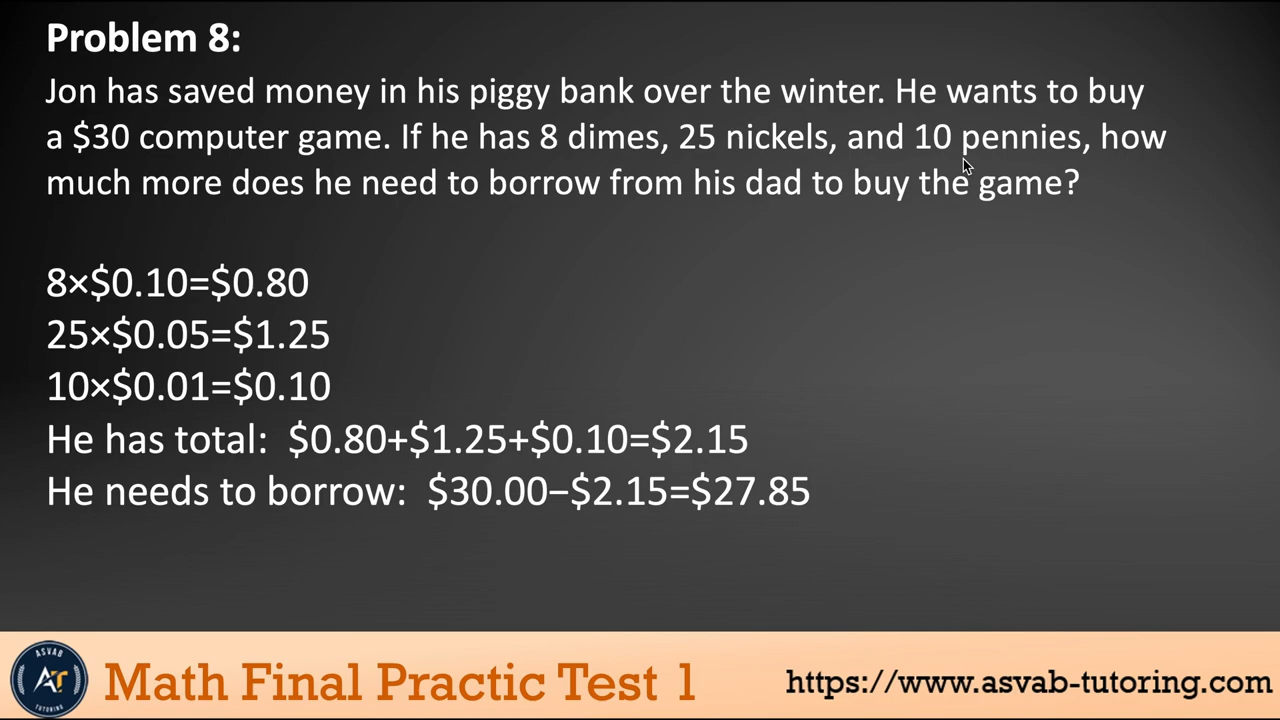 Problem 8:
Jon has saved money in his piggy bank over the winter. He wants to buy
a $30 computer game. If he has 8 dimes, 25 nickels, and 10 pennies, how
much more does he need to borrow from his dad to buy the game?
8×$0.10=$0.80
25×$0.05=$1.25
10×$0.01=$0.10
He has total: $0.80+$1.25+$0.10=$2.15
He needs to borrow: $30.00−$2.15=$27.85
ASVAB
AT
TUTORING
Math Final Practic Test 1
https://www.asvab-tutoring.com